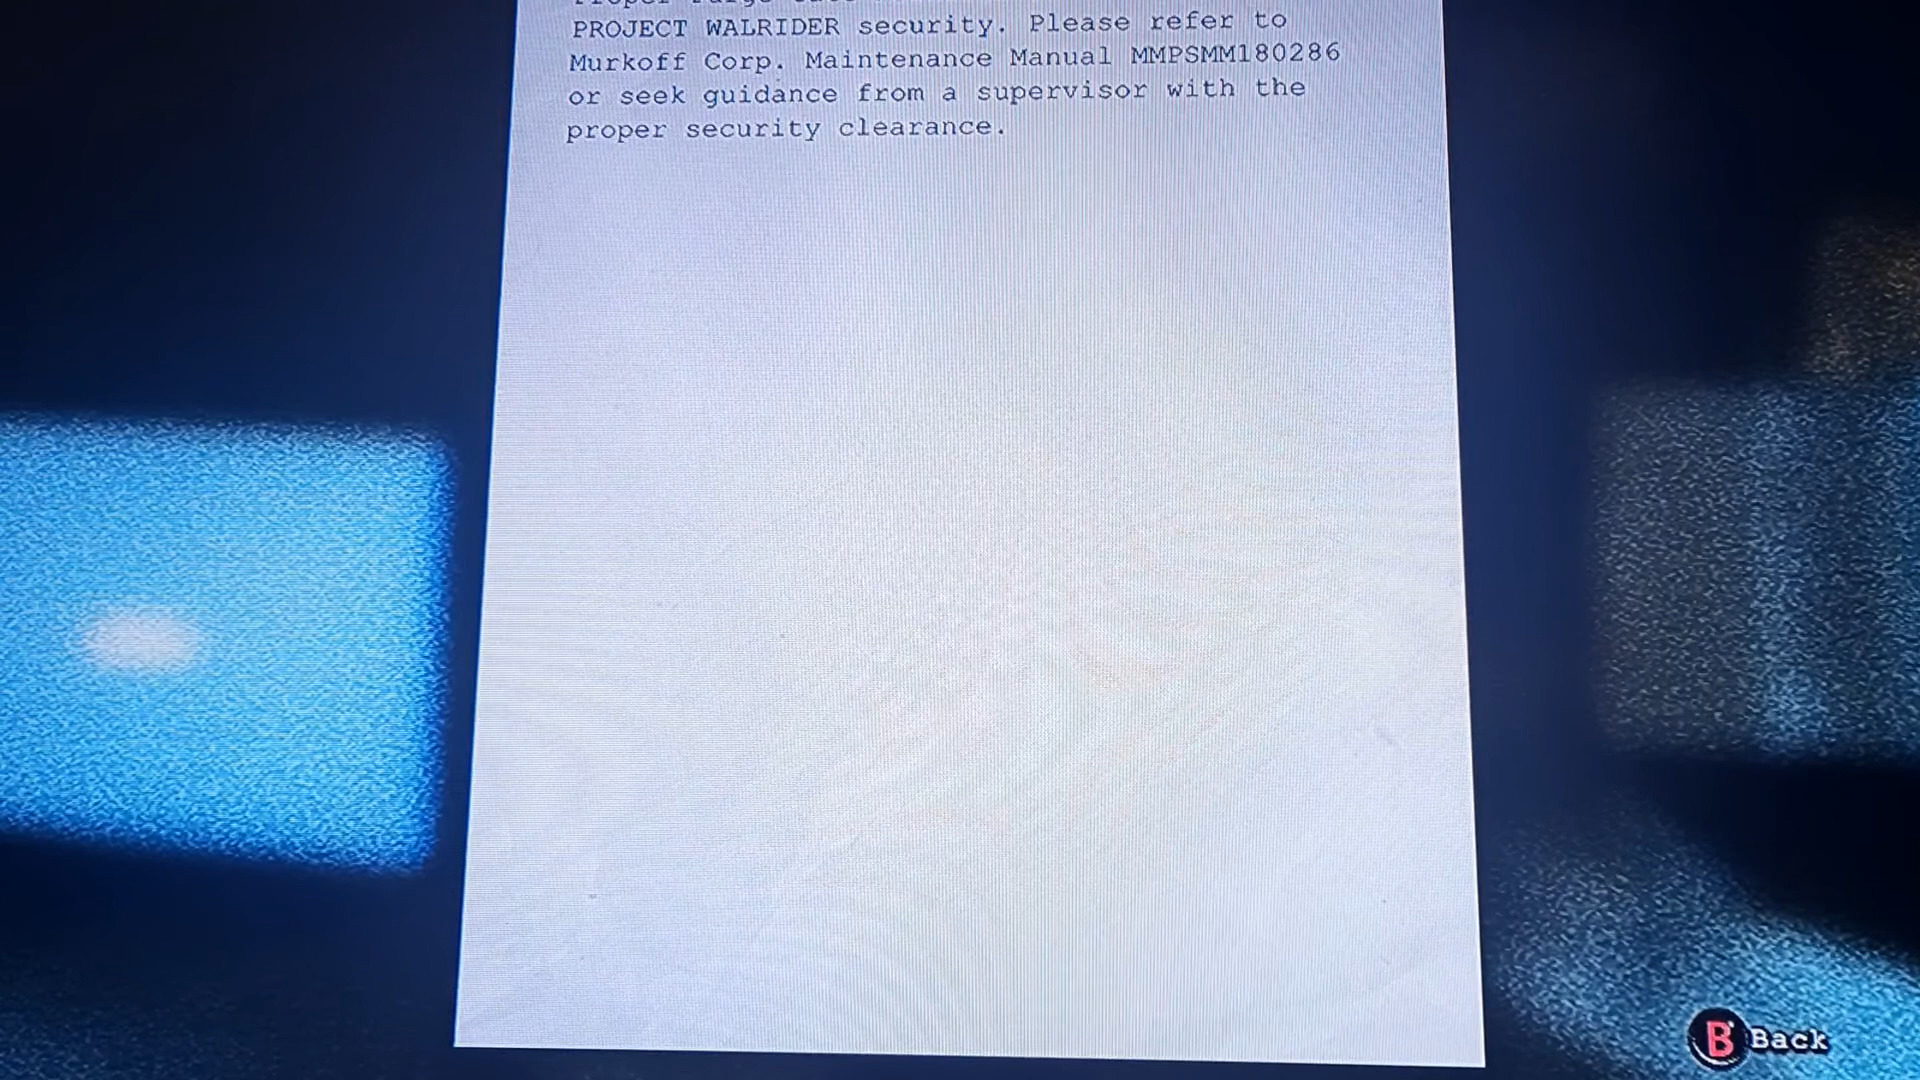 PROJECT WALRIDER security. Please refer to
Murkoff Corp. Maintenance Manual MMPSMM180286
or seek guidance from a supervisor with the
proper security clearance.
B Back